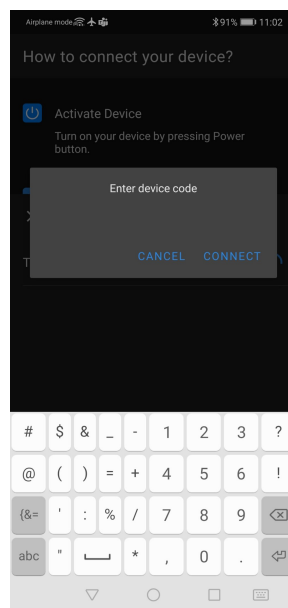 Airplane mode 91% 11:02
How to connect your device?
Activate Device
Turn on your device by pressing Power
button.
Enter device code
CANCEL CONNECT
T
# $ & _ - 1 2 3 ?
@ ( ) = + 4 5 6 !
{&= ' : % / 7 8 9
abc " * , 0 .